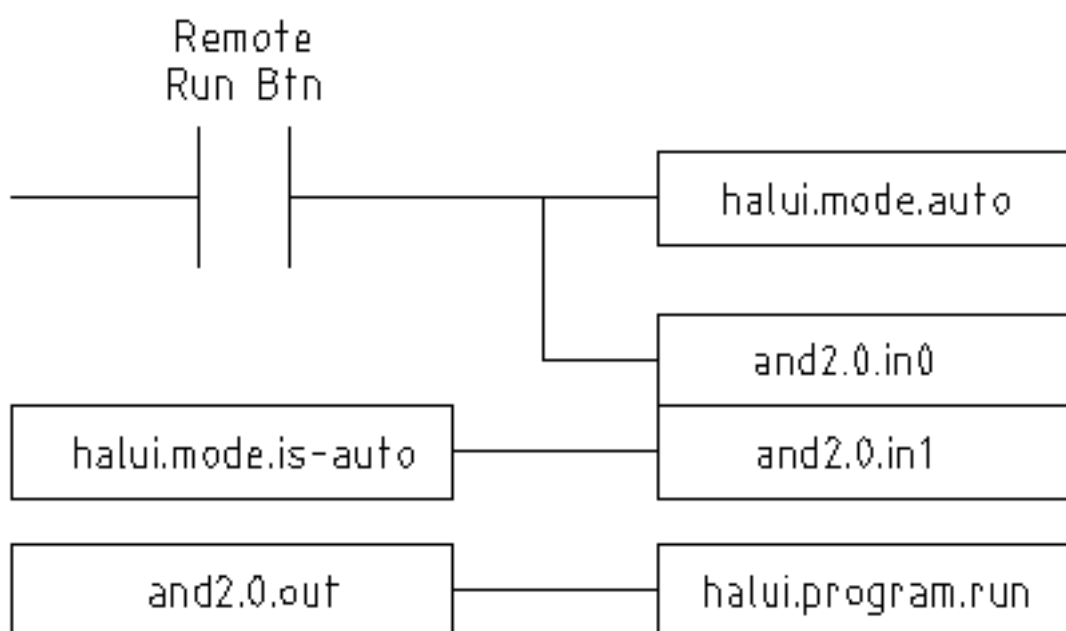 Remote
Run Btn
halui.mode.auto
and2.0.in0
halui.mode.is-auto
and2.0.in1
and2.0.out
halui.program.run